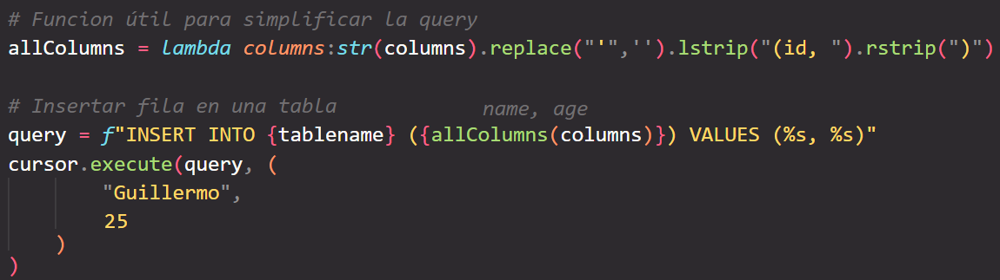 # Funcion útil para simplificar la query
allColumns = lambda columns:str(columns).replace("'",'').lstrip("(id, ").rstrip(")")
# Insertar fila en una tabla
name, age
query = f"INSERT INTO {tablename} ({allColumns(columns)}) VALUES (%s, %s)"
cursor.execute(query, (
"Guillermo",
25
)
)